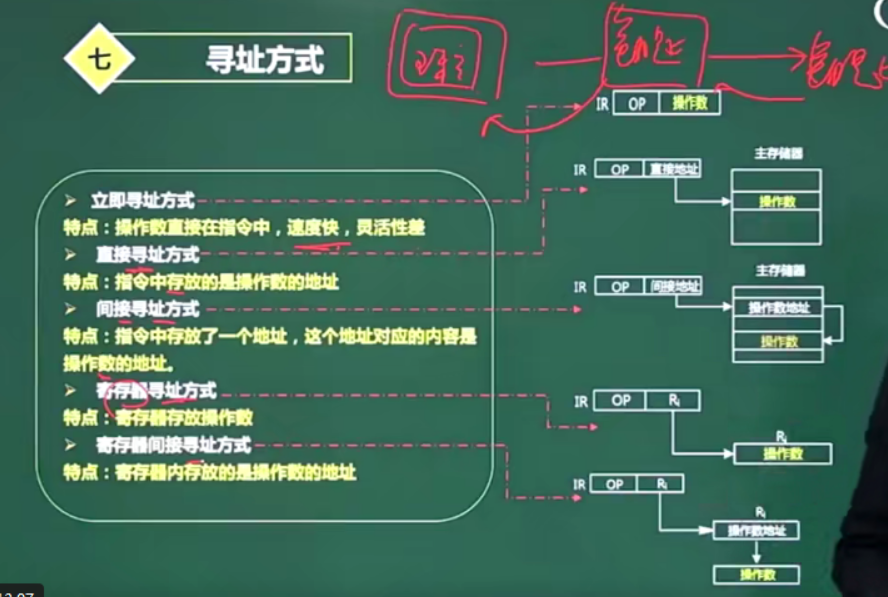 七 寻址方式
IR OP 操作数
➢ 立即寻址方式
特点：操作数直接在指令中，速度快，灵活性差
➢ 直接寻址方式
特点：指令中存放的是操作数的地址
➢ 间接寻址方式
特点：指令中存放了一个地址，这个地址对应的内容是
操作数的地址。
➢ 寄存器寻址方式
特点：寄存器存放操作数
➢ 寄存器间接寻址方式
特点：寄存器内存放的是操作数的地址
主存储器
IR OP 直接地址
操作数
主存储器
IR OP 间接地址
操作数地址
操作数
IR OP Ri
Ri
操作数
IR OP Ri
Ri
操作数地址
操作数